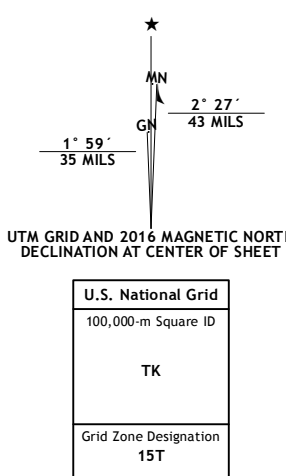 ★
MN
2° 27´
43 MILS
GN
1° 59´
35 MILS
UTM GRID AND 2016 MAGNETIC NORT
DECLINATION AT CENTER OF SHEET
U.S. National Grid
100,000-m Square ID
TK
Grid Zone Designation
15T